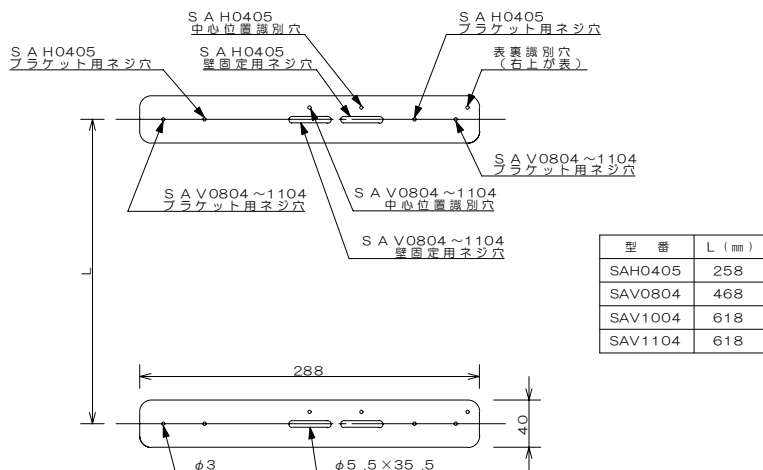 SAH0405
中心位置識別穴
SAH0405
ブラケット用ネジ穴
SAH0405
ブラケット用ネジ穴
SAH0405
壁固定用ネジ穴
表裏識別穴
(右上が表)
SAV0804~1104
ブラケット用ネジ穴
SAV0804~1104
ブラケット用ネジ穴
SAV0804~1104
中心位置識別穴
SAV0804~1104
壁固定用ネジ穴
L
型 番 L(㎜)
SAH0405 258
SAV0804 468
SAV1004 618
SAV1104 618
288
40
φ3
φ5.5×35.5